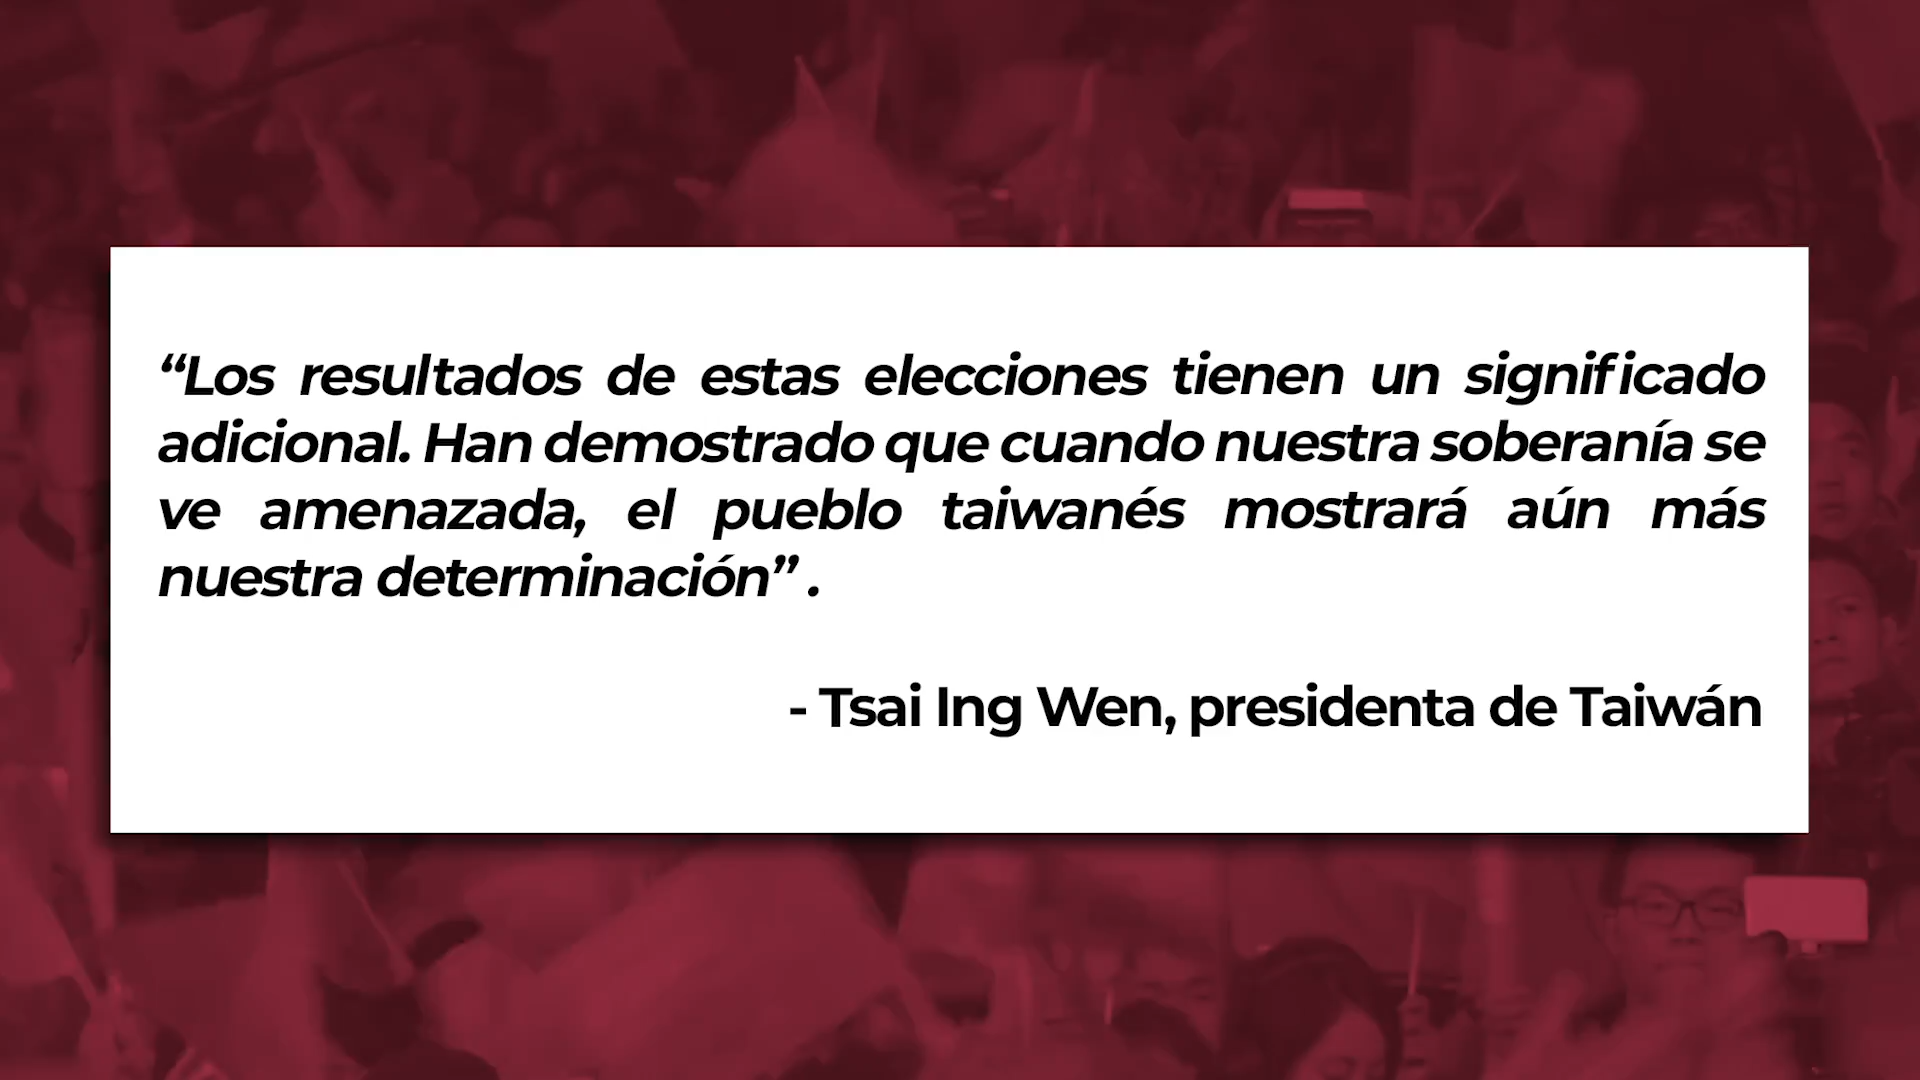 “Los resultados de estas elecciones tienen un significado
adicional. Han demostrado que cuando nuestra soberanía se
ve amenazada, el pueblo taiwanés mostrará aún más
nuestra determinación” .
- Tsai Ing Wen, presidenta de Taiwán